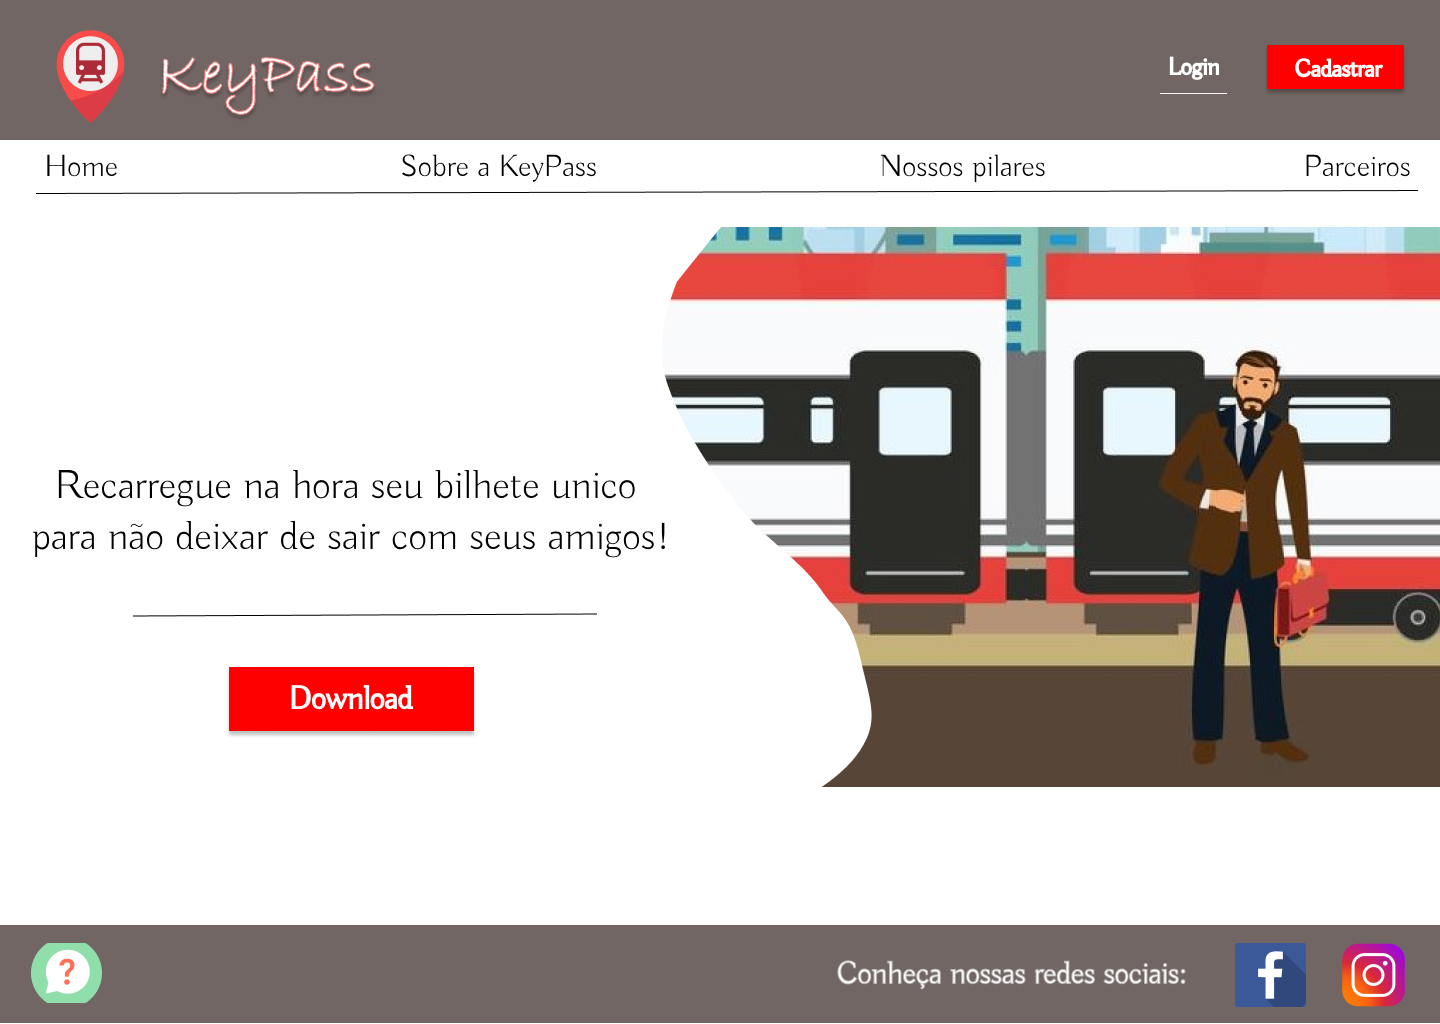 KeyPass
Login
Cadastrar
Home
Sobre a KeyPass
Nossos pilares
Parceiros
Recarregue na hora seu bilhete unico
para não deixar de sair com seus amigos!
Download
?
Conheça nossas redes sociais:
f